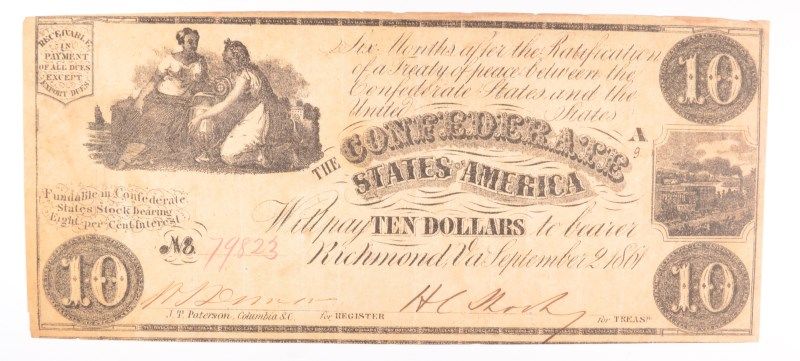 RECEIVABLE
IN
PAYMENT
OF ALL DUES
EXCEPT
EXPORT DUES
Six Months after the Ratification
of a Treaty of peace between the
Confederate States and the
United States
10
A
9
THE CONFEDERATE
STATES OF AMERICA
Fundable in Confederate
States Stock bearing
Eight per Cent Interest
Will pay TEN DOLLARS to bearer
No. 79823
Richmond, Va September 2, 1861
10
10
J.T. Paterson, Columbia S.C.
for REGISTER
for TREASR